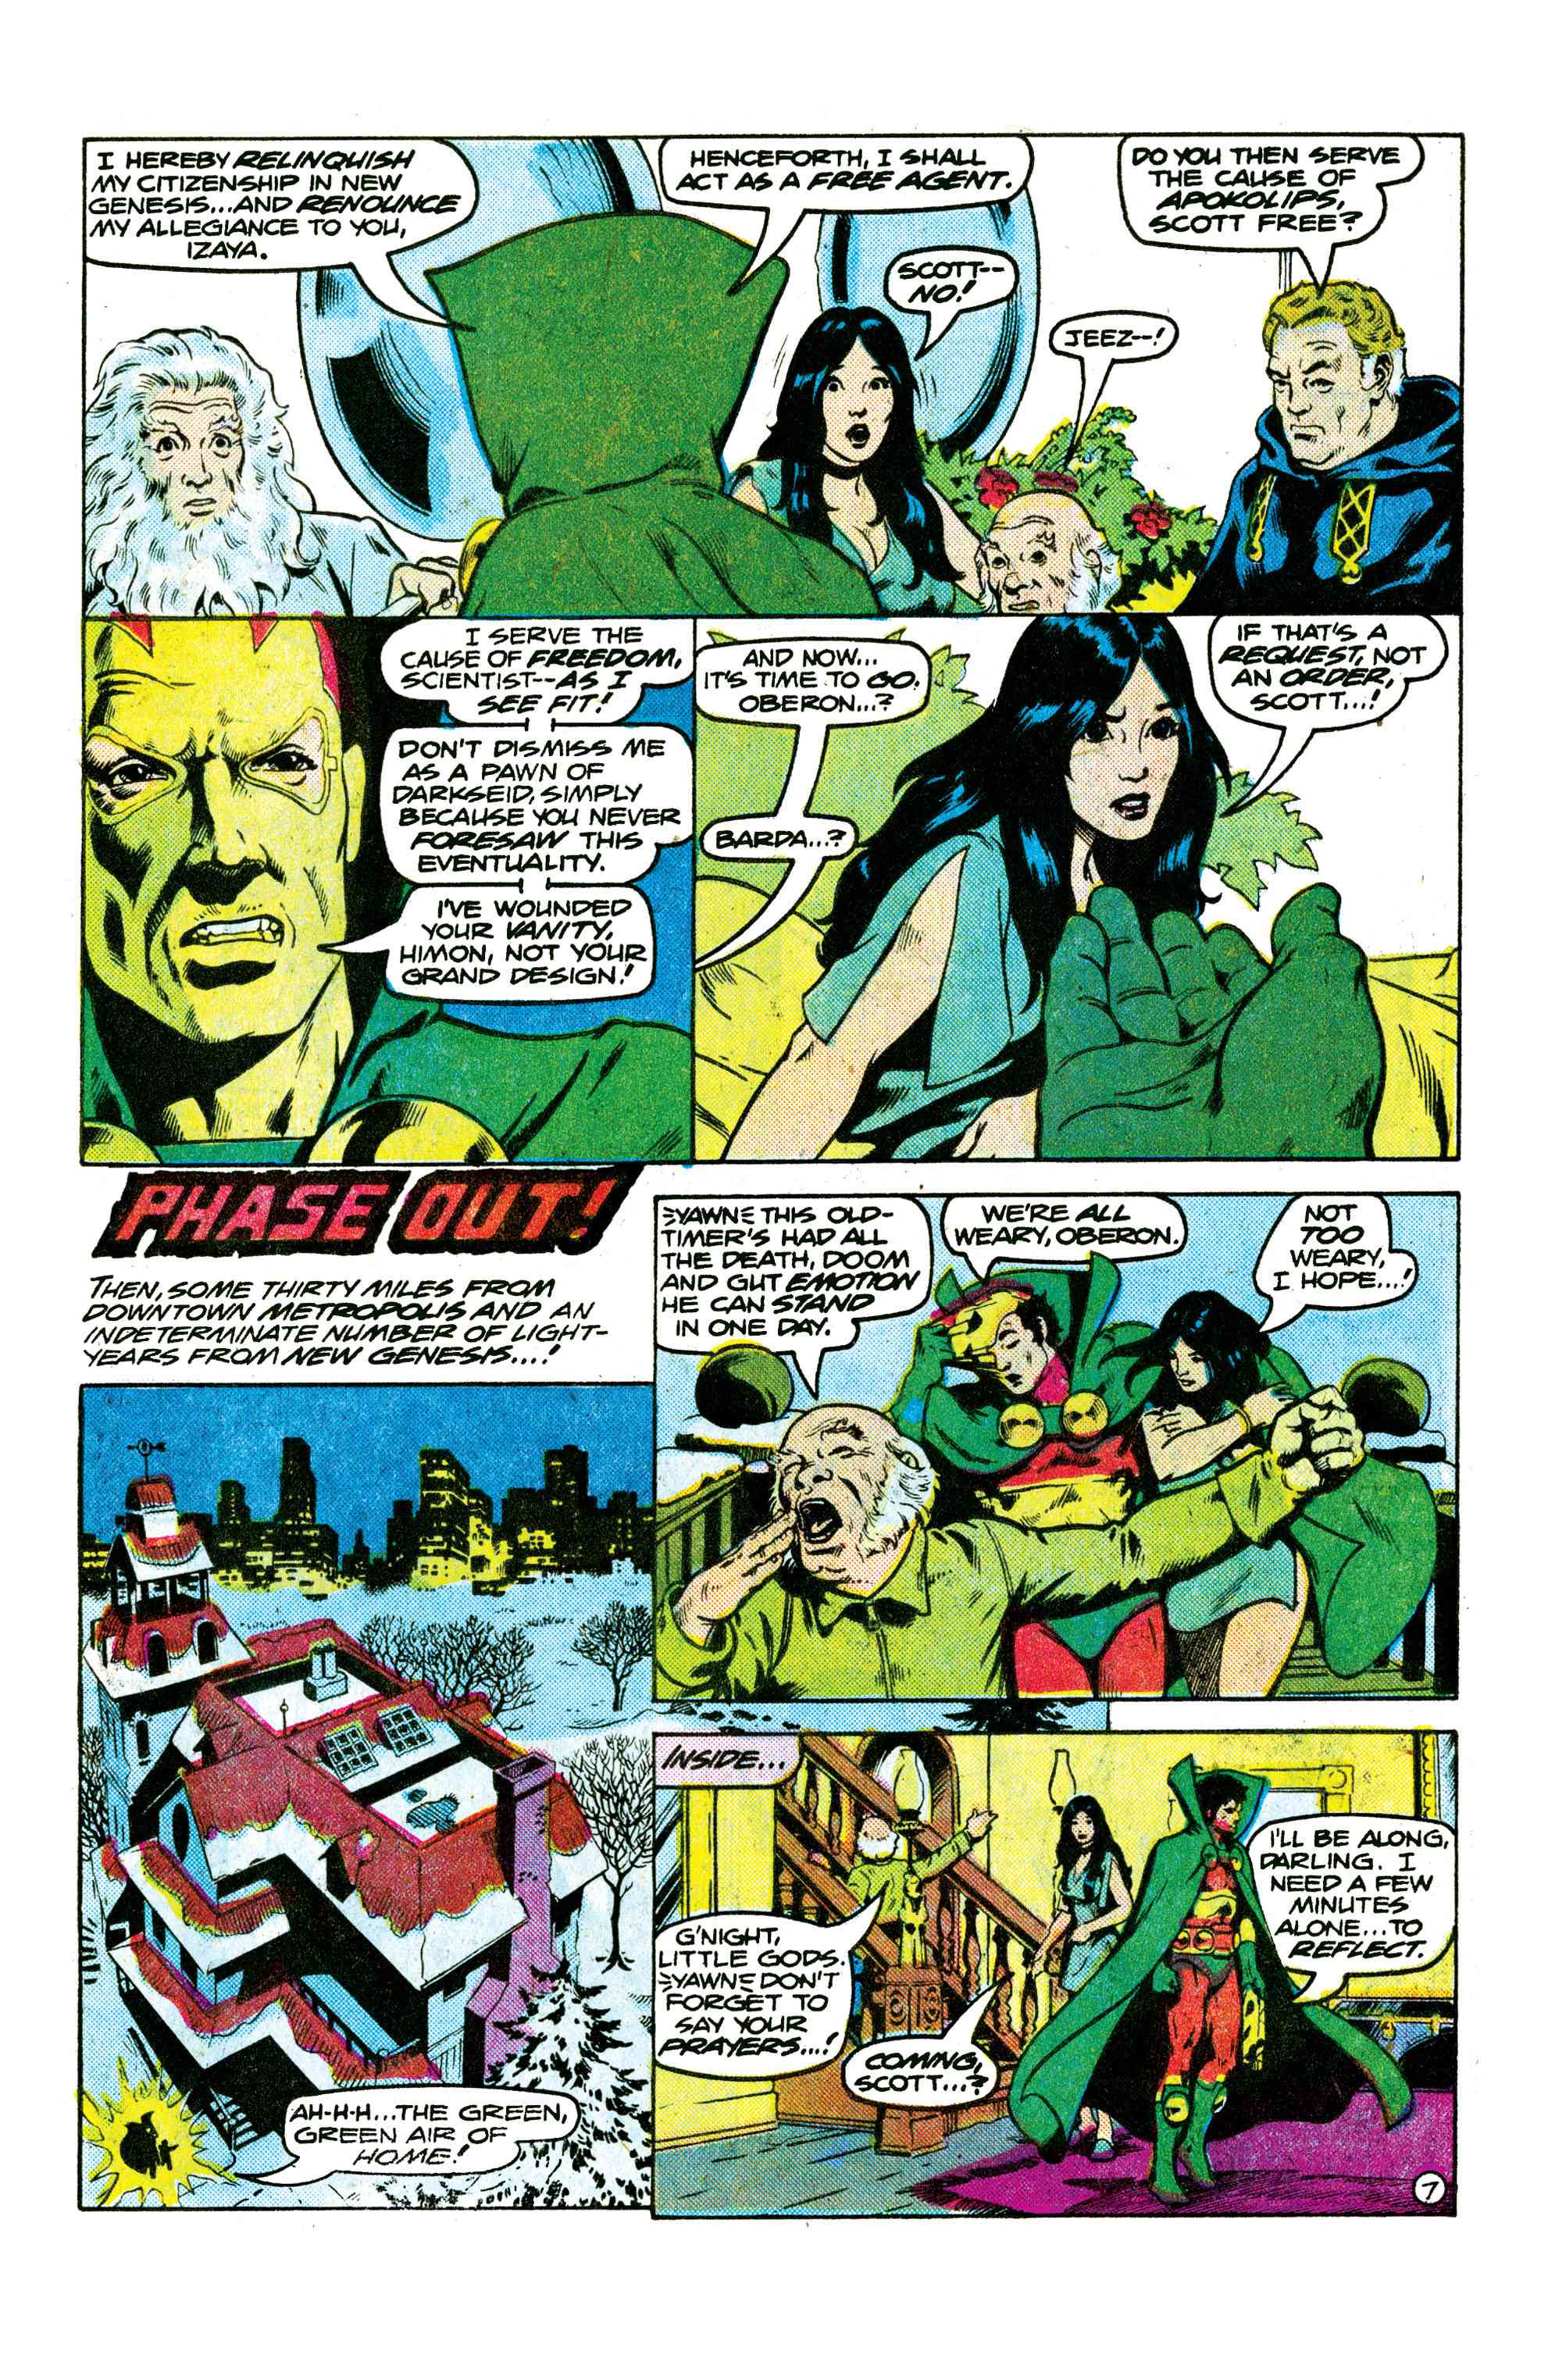 I HEREBY RELINQUISH
MY CITIZENSHIP IN NEW
GENESIS...AND RENOUNCE
MY ALLEGIANCE TO YOU,
IZAYA.
HENCEFORTH, I SHALL
ACT AS A FREE AGENT.
SCOTT--
NO!
JEEZ--!
DO YOU THEN SERVE
THE CAUSE OF
APOKOLIPS,
SCOTT FREE?
I SERVE THE
CAUSE OF FREEDOM,
SCIENTIST--AS I
SEE FIT!
DON'T DISMISS ME
AS A PAWN OF
DARKSEID, SIMPLY
BECAUSE YOU NEVER
FORESAW THIS
EVENTUALITY.
I'VE WOUNDED
YOUR VANITY,
HIMON, NOT YOUR
GRAND DESIGN!
AND NOW...
IT'S TIME TO GO.
OBERON...?
BARDA...?
IF THAT'S A
REQUEST, NOT
AN ORDER,
SCOTT...!
PHASE OUT!
THEN, SOME THIRTY MILES FROM
DOWNTOWN METROPOLIS AND AN
INDETERMINATE NUMBER OF LIGHT-
YEARS FROM NEW GENESIS...!
AH-H-H...THE GREEN,
GREEN AIR OF
HOME!
YAWN THIS OLD-
TIMER'S HAD ALL
THE DEATH, DOOM
AND GUT EMOTION
HE CAN STAND
IN ONE DAY.
WE'RE ALL
WEARY, OBERON.
NOT
TOO
WEARY,
I HOPE...!
INSIDE...
G'NIGHT,
LITTLE GODS.
YAWN DON'T
FORGET TO
SAY YOUR
PRAYERS...!
COMING,
SCOTT...?
I'LL BE ALONG,
DARLING. I
NEED A FEW
MINUTES
ALONE...TO
REFLECT.
7